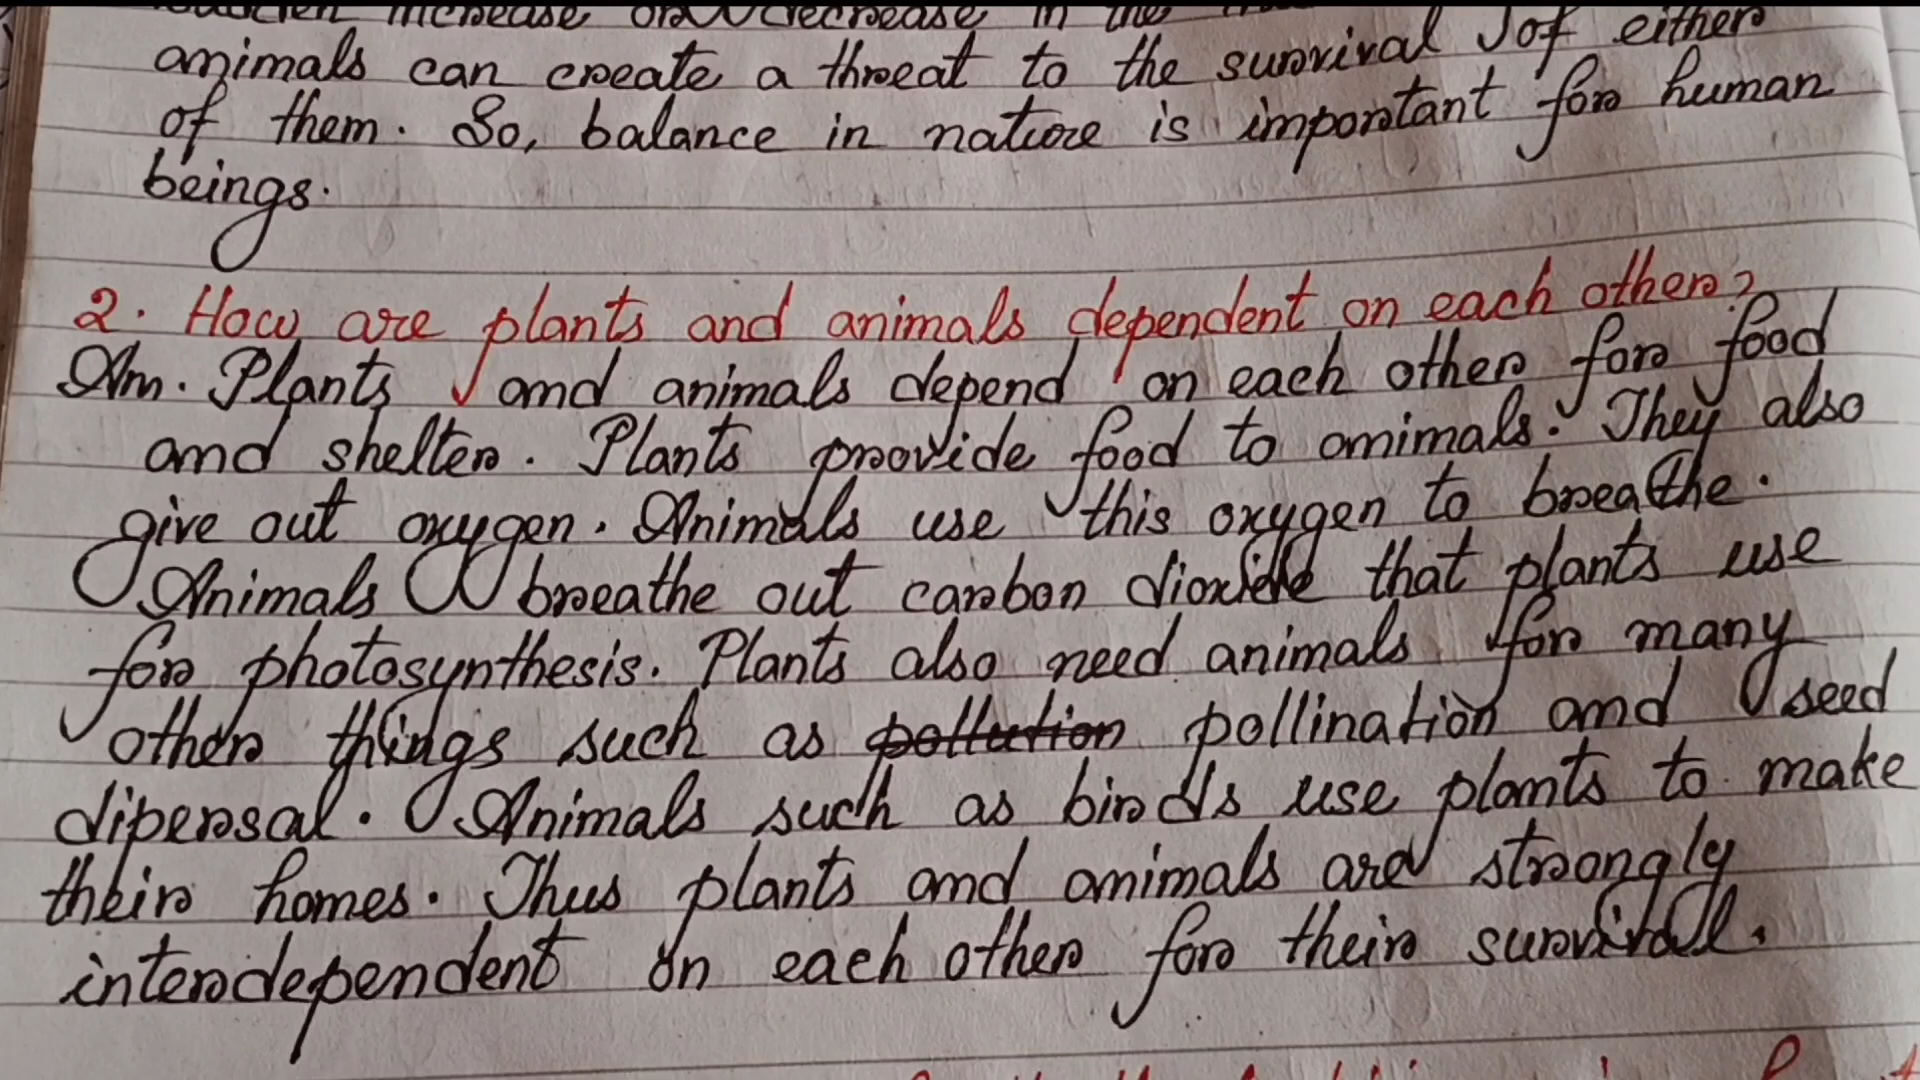 increase or decrease in the
animals can create a threat to the survival of either
of them. So, balance in nature is important for human
beings.
2. How are plants and animals dependent on each other?
Ans. Plants and animals depend on each other for food
and shelter. Plants provide food to animals. They also
give out oxygen. Animals use this oxygen to breathe.
Animals breathe out carbon dioxide that plants use
for photosynthesis. Plants also need animals for many
other things such as pollution pollination and seed
dipersal. Animals such as birds use plants to make
their homes. Thus plants and animals are strongly
interdependent on each other for their survival.